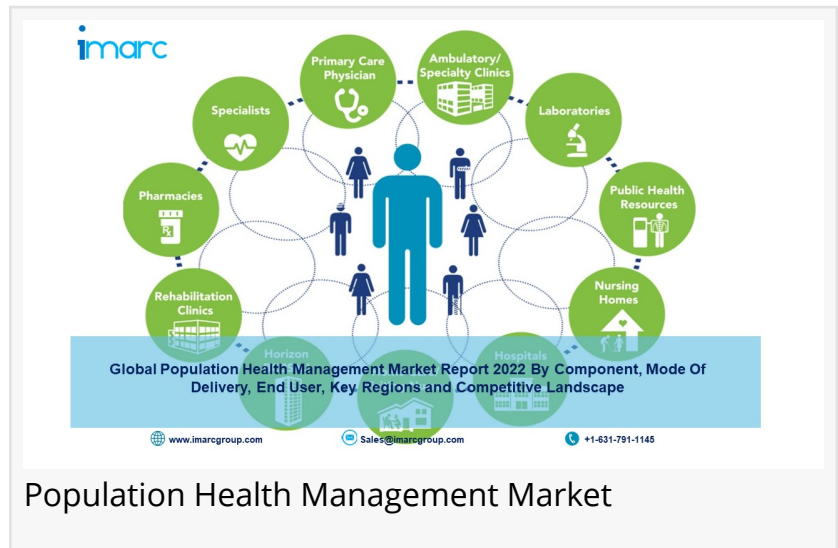 imarc
Primary Care
Physician
Ambulatory/
Specialty Clinics
Specialists
Laboratories
Pharmacies
Rx
Public Health
Resources
Rehabilitation
Clinics
Nursing
Homes
Horizon
Hospitals
Global Population Health Management Market Report 2022 By Component, Mode Of
Delivery, End User, Key Regions and Competitive Landscape
www.imarcgroup.com
Sales@imarcgroup.com
+1-631-791-1145
Population Health Management Market